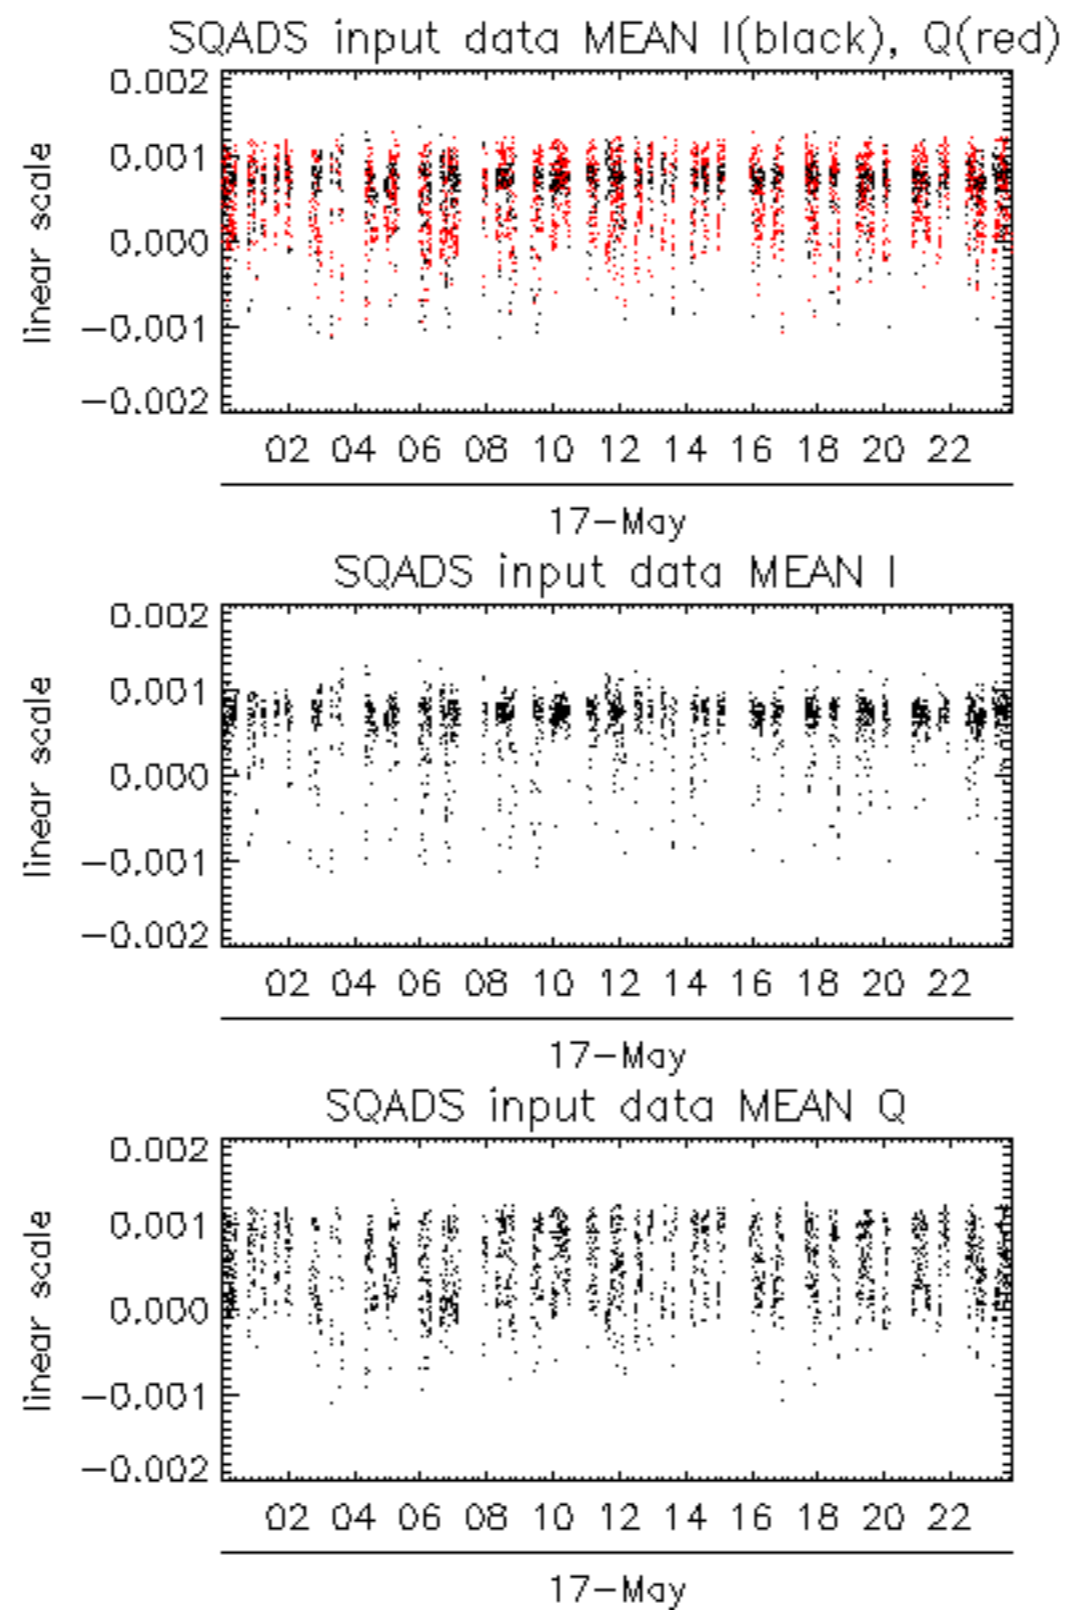 SQADS input data MEAN I(black), Q(red)
0.002
0.001
0.000
−0.001
−0.002
linear scale
02 04 06 08 10 12 14 16 18 20 22
17−May
SQADS input data MEAN I
0.002
0.001
0.000
−0.001
−0.002
linear scale
02 04 06 08 10 12 14 16 18 20 22
17−May
SQADS input data MEAN Q
0.002
0.001
0.000
−0.001
−0.002
linear scale
02 04 06 08 10 12 14 16 18 20 22
17−May